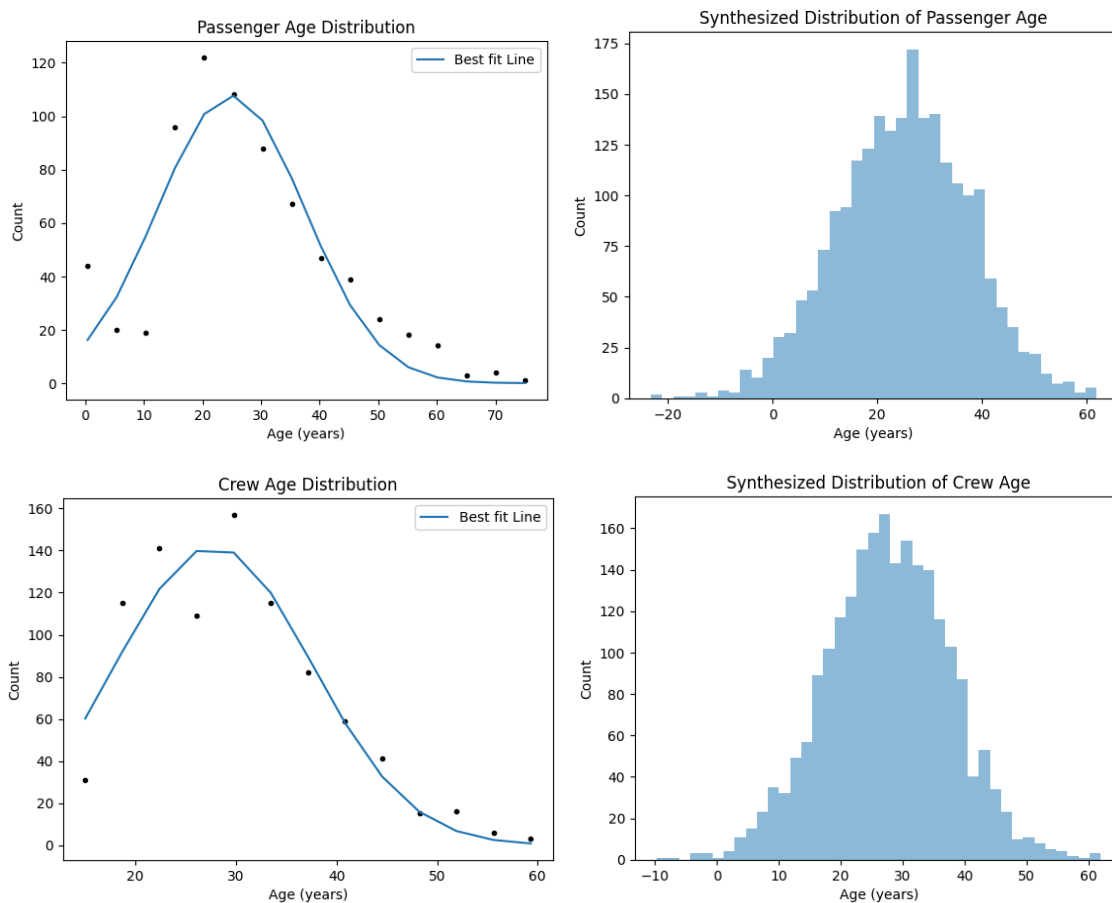 Passenger Age Distribution
Best fit Line
120
100
80
60
40
20
0
Count
0 10 20 30 40 50 60 70
Age (years)
Synthesized Distribution of Passenger Age
175
150
125
100
75
50
25
0
Count
−20 0 20 40 60
Age (years)
Crew Age Distribution
Best fit Line
160
140
120
100
80
60
40
20
0
Count
20 30 40 50 60
Age (years)
Synthesized Distribution of Crew Age
160
140
120
100
80
60
40
20
0
Count
−10 0 10 20 30 40 50 60
Age (years)